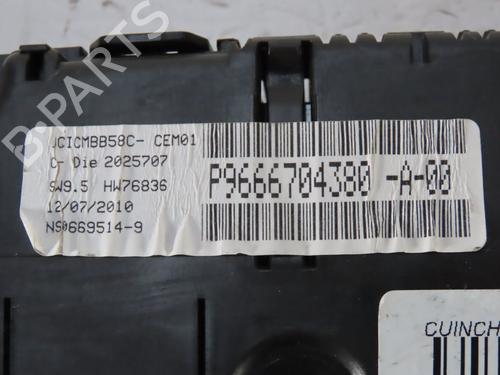 B-PARTS
JCICMBB58C- CEM01
C- Die 2025707
SW9.5 HW76836
12/07/2010
NS0669514-9
P9666704380 -A-00
CUINCH